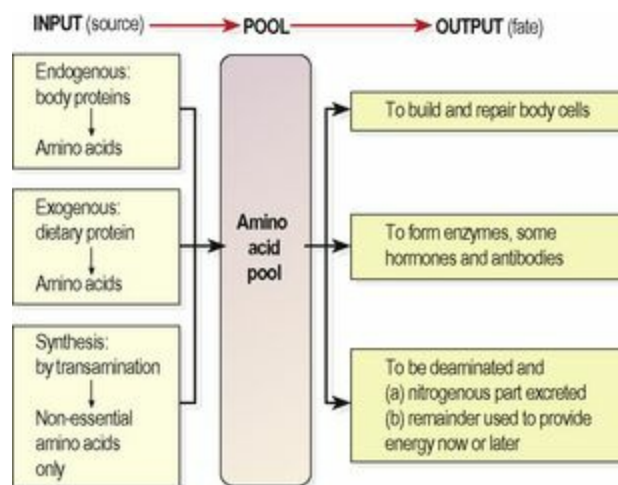 INPUT (source)
POOL
OUTPUT (fate)
Endogenous:
body proteins
Amino acids
Exogenous:
dietary protein
Amino acids
Synthesis:
by transamination
Non-essential
amino acids
only
Amino
acid
pool
To build and repair body cells
To form enzymes, some
hormones and antibodies
To be deaminated and
(a) nitrogenous part excreted
(b) remainder used to provide
energy now or later